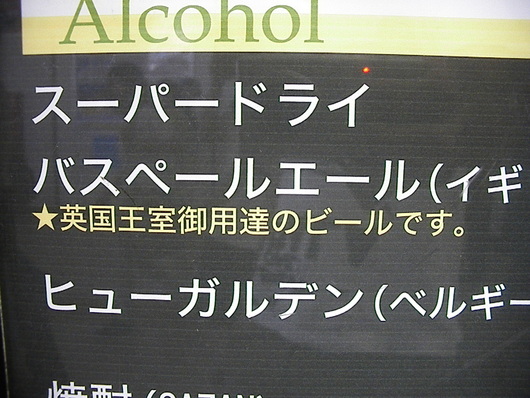 Alcohol
スーパードライ
バスペールエール(イギ
★英国王室御用達のビールです。
ヒューガルデン(ベルギー
焼酎